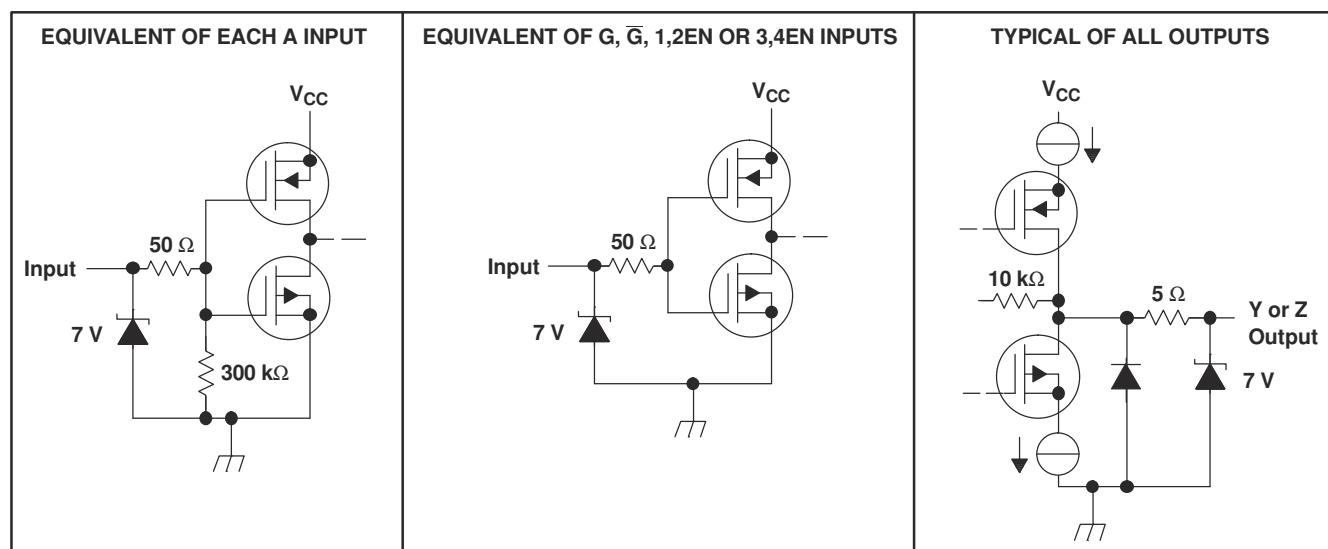 EQUIVALENT OF EACH A INPUT
VCC
50 Ω
Input
7 V
300 kΩ
EQUIVALENT OF G, G̅, 1,2EN OR 3,4EN INPUTS
VCC
50 Ω
Input
7 V
TYPICAL OF ALL OUTPUTS
VCC
10 kΩ
5 Ω
Y or Z
Output
7 V